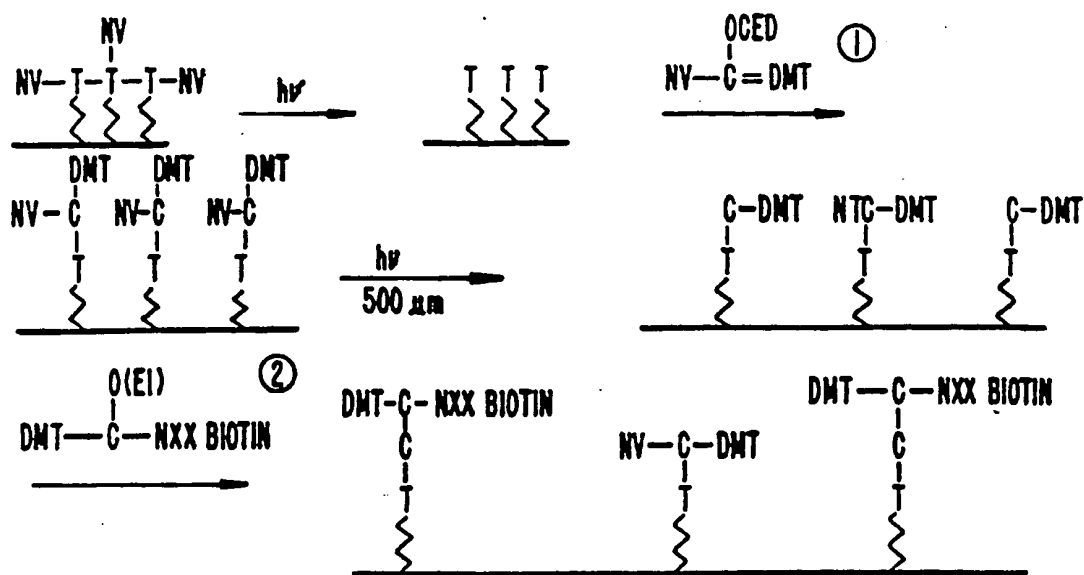 NV
NV—T—T—T—NV
hν
T T T
OCED
NV—C=DMT
①
DMT DMT DMT
NV—C NV—C NV—C
T T T
hν
500 μm
C—DMT NTC—DMT C—DMT
T T T
②
O(EI)
DMT—C—NXX BIOTIN
DMT—C—NXX BIOTIN
C
T
NV—C—DMT
T
DMT—C—NXX BIOTIN
C
T